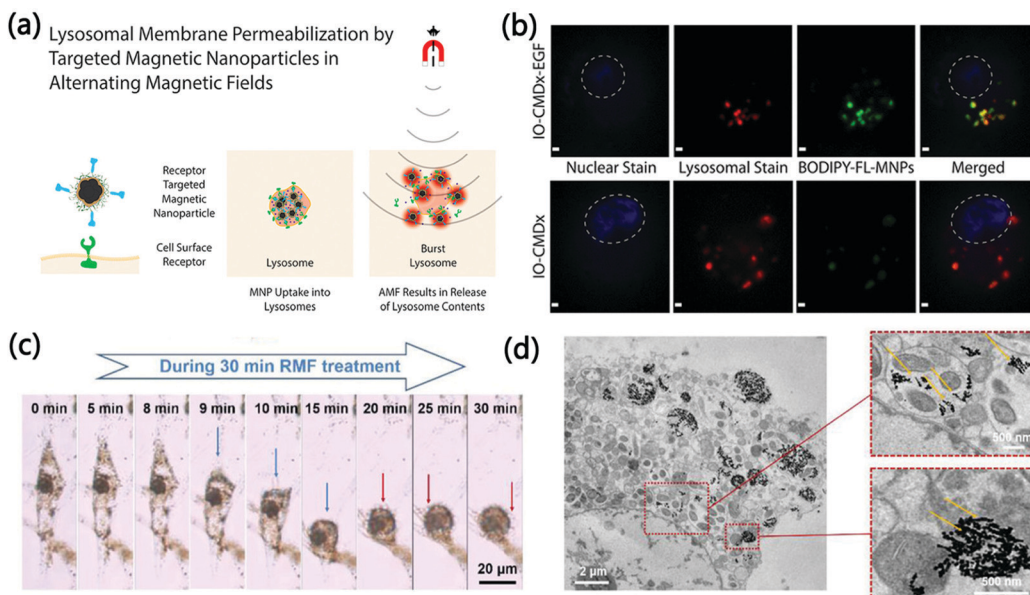 (a)
Lysosomal Membrane Permeabilization by
Targeted Magnetic Nanoparticles in
Alternating Magnetic Fields
Receptor
Targeted
Magnetic
Nanoparticle
Cell Surface
Receptor
Lysosome
Burst
Lysosome
MNP Uptake into
Lysosomes
AMF Results in Release
of Lysosome Contents
(b)
IO-CMDx-EGF
Nuclear Stain
Lysosomal Stain
BODIPY-FL-MNPs
Merged
IO-CMDx
(c)
During 30 min RMF treatment
0 min
5 min
8 min
9 min
10 min
15 min
20 min
25 min
30 min
20 μm
(d)
2 μm
500 nm
500 nm